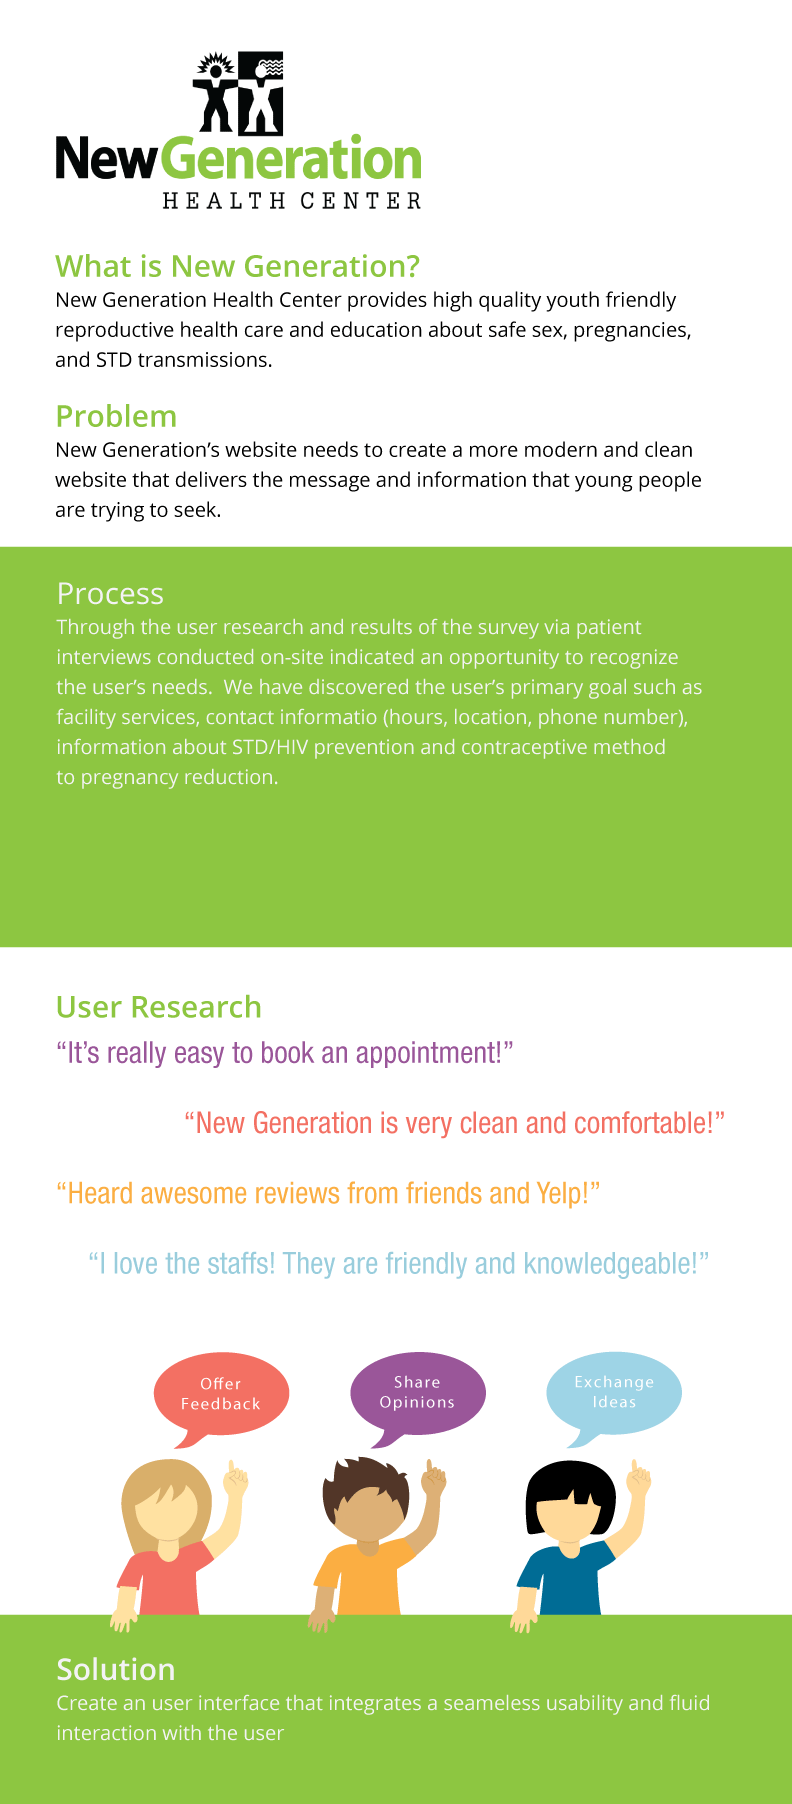 NewGeneration
HEALTH CENTER
What is New Generation?
New Generation Health Center provides high quality youth friendly
reproductive health care and education about safe sex, pregnancies,
and STD transmissions.
Problem
New Generation’s website needs to create a more modern and clean
website that delivers the message and information that young people
are trying to seek.
Process
Through the user research and results of the survey via patient
interviews conducted on-site indicated an opportunity to recognize
the user’s needs.  We have discovered the user’s primary goal such as
facility services, contact informatio (hours, location, phone number),
information about STD/HIV prevention and contraceptive method
to pregnancy reduction.
User Research
“It’s really easy to book an appointment!”
“New Generation is very clean and comfortable!”
“Heard awesome reviews from friends and Yelp!”
“I love the staffs! They are friendly and knowledgeable!”
Offer
Feedback
Share
Opinions
Exchange
Ideas
Solution
Create an user interface that integrates a seameless usability and fluid
interaction with the user